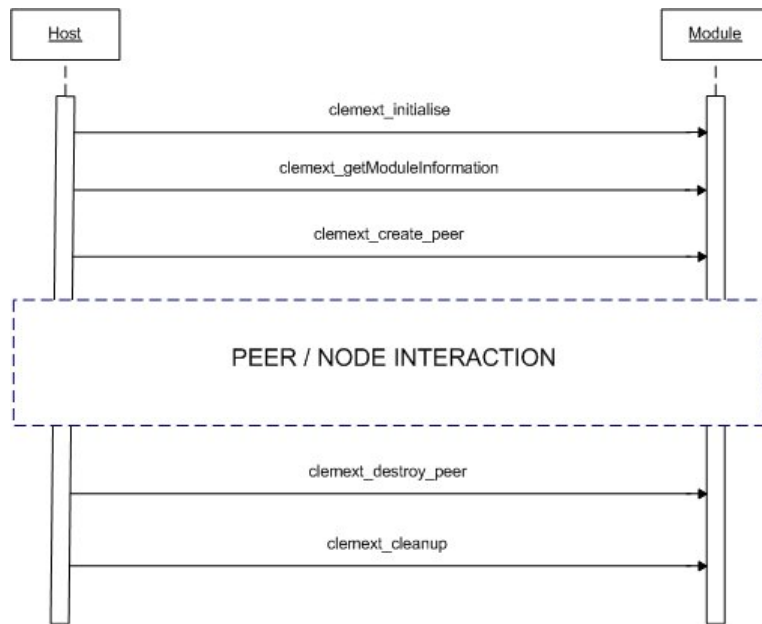 Host
Module
clemext_initialise
clemext_getModuleInformation
clemext_create_peer
PEER / NODE INTERACTION
clemext_destroy_peer
clemext_cleanup